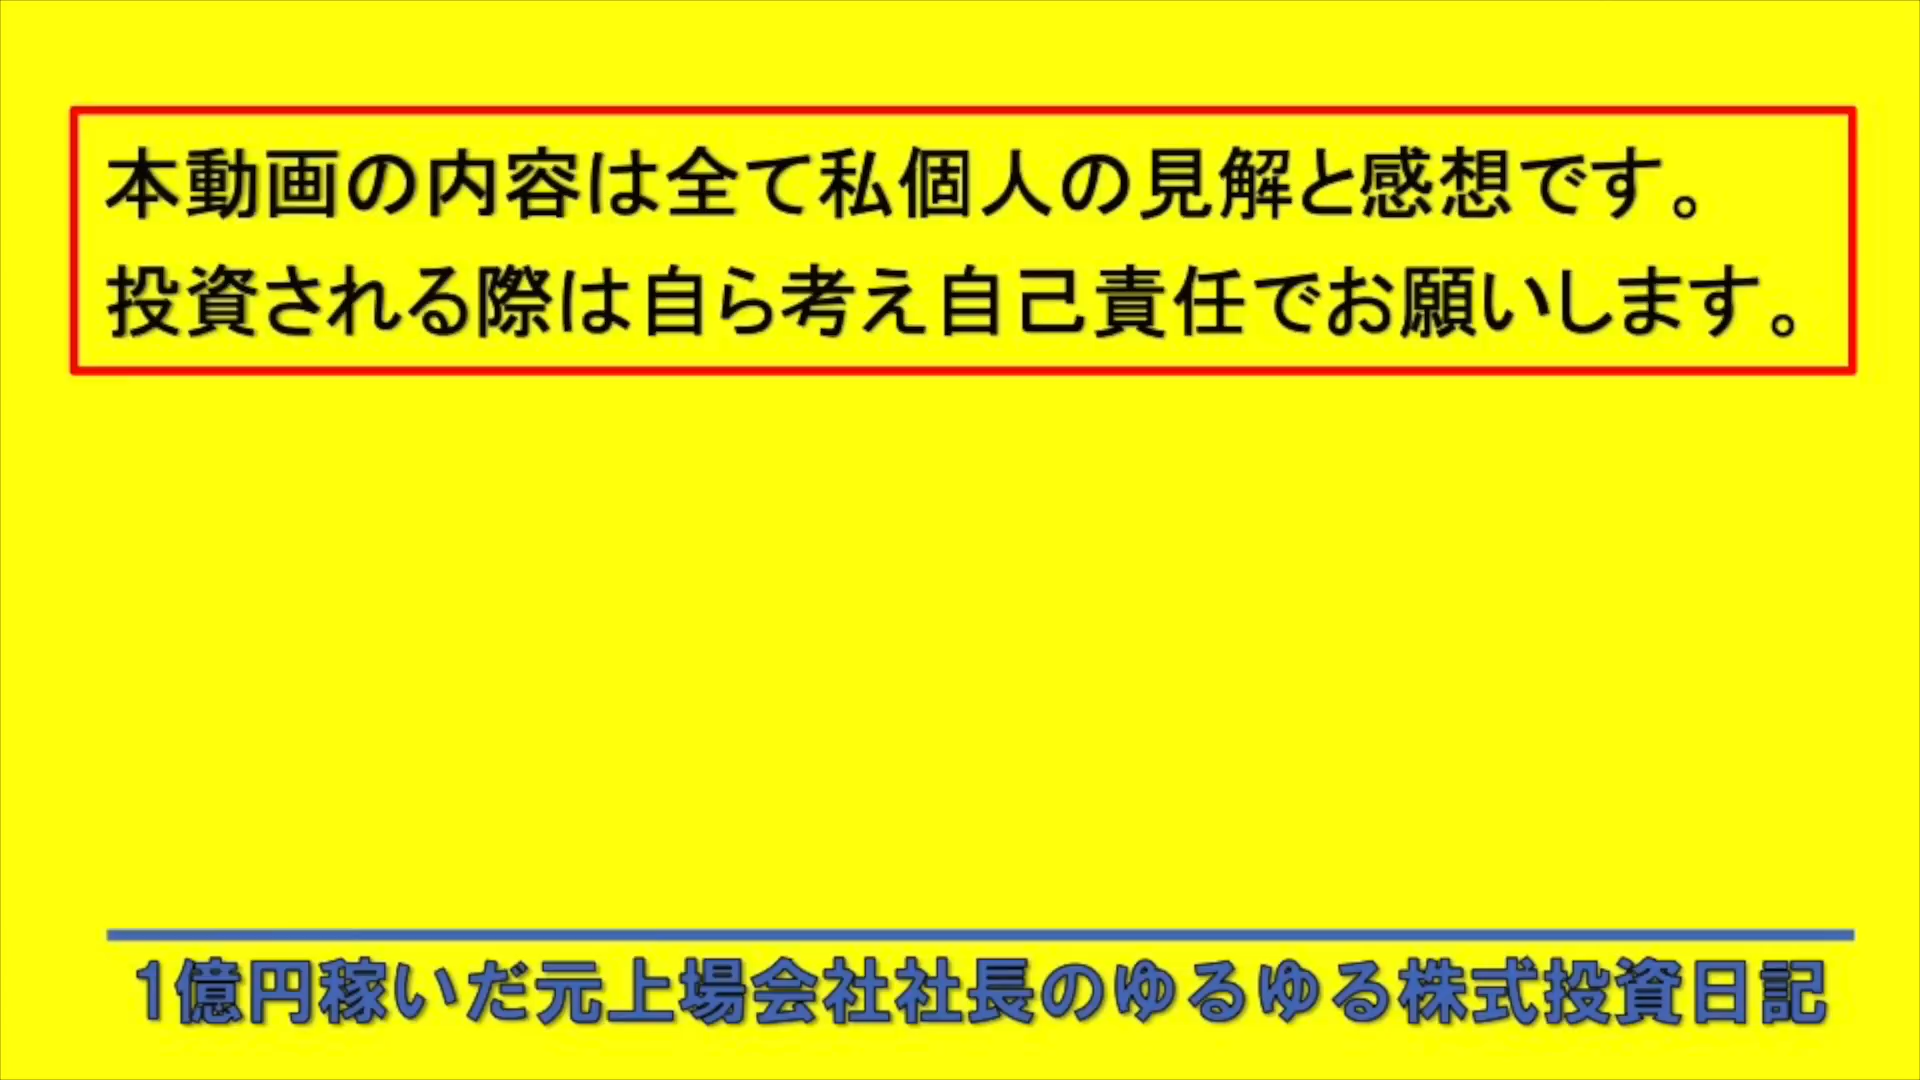 本動画の内容は全て私個人の見解と感想です。
投資される際は自ら考え自己責任でお願いします。
1億円稼いだ元上場会社社長のゆるゆる株式投資日記